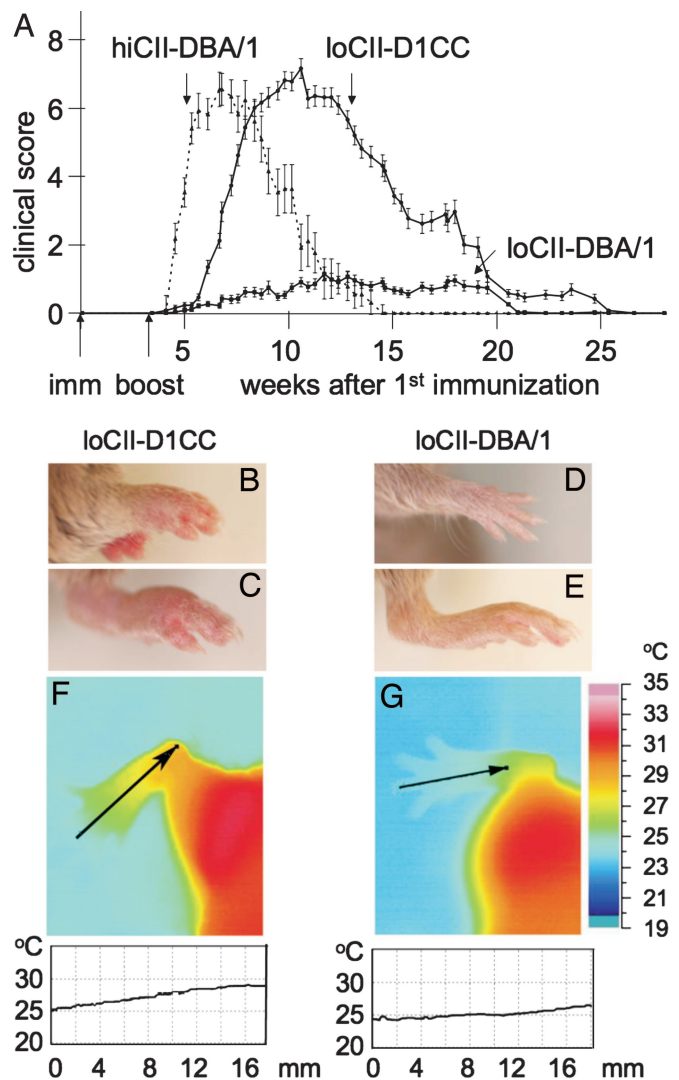 A
hiCII-DBA/1
loCII-D1CC
8
6
4
2
0
clinical score
loCII-DBA/1
5
10
15
20
25
imm
boost
weeks after 1st immunization
loCII-D1CC
loCII-DBA/1
B
D
C
E
F
G
oC
35
33
31
29
27
25
23
21
19
oC
30
25
20
0
4
8
12
16
mm
oC
30
25
20
0
4
8
12
16
mm